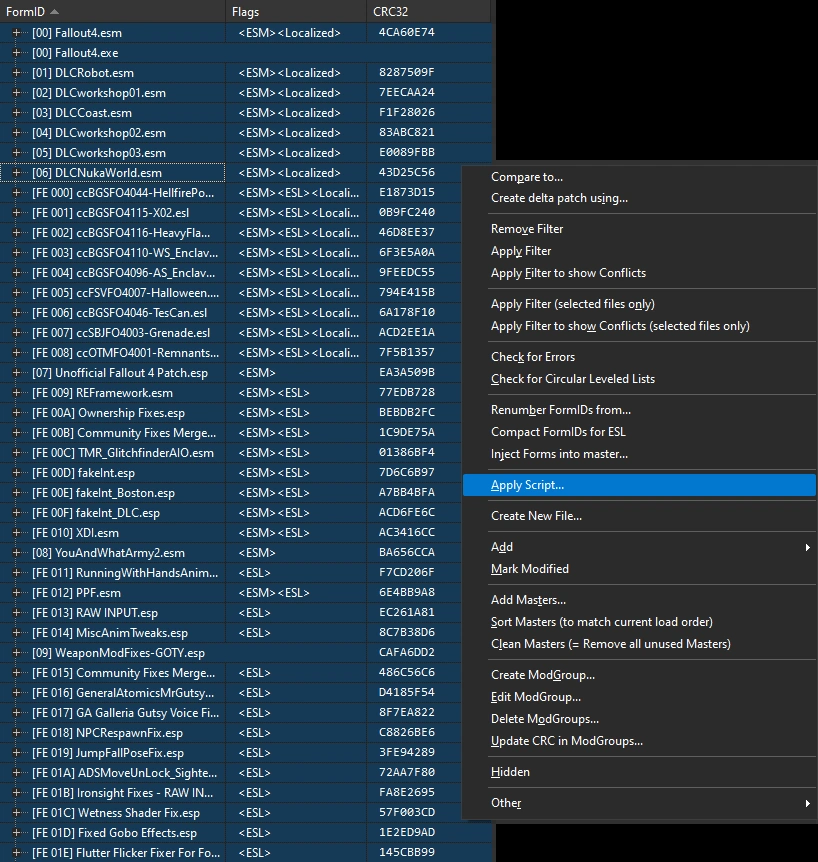 FormID Flags CRC32
[00] Fallout4.esm <ESM><Localized> 4CA60E74
[00] Fallout4.exe
[01] DLCRobot.esm <ESM><Localized> 8287509F
[02] DLCworkshop01.esm <ESM><Localized> 7EECAA24
[03] DLCCoast.esm <ESM><Localized> F1F28026
[04] DLCworkshop02.esm <ESM><Localized> 83ABC821
[05] DLCworkshop03.esm <ESM><Localized> E0089FBB
[06] DLCNukaWorld.esm <ESM><Localized> 43D25C56
[FE 000] ccBGSFO4044-HellfirePo... <ESM><ESL><Locali... E1873D15
[FE 001] ccBGSFO4115-X02.esl <ESM><ESL><Locali... 0B9FC240
[FE 002] ccBGSFO4116-HeavyFla... <ESM><ESL><Locali... 46D8EE37
[FE 003] ccBGSFO4110-WS_Enclav... <ESM><ESL><Locali... 6F3E5A0A
[FE 004] ccBGSFO4096-AS_Enclav... <ESM><ESL><Locali... 9FEEDC55
[FE 005] ccFSVFO4007-Halloween.... <ESM><ESL><Locali... 794E415B
[FE 006] ccBGSFO4046-TesCan.esl <ESM><ESL><Locali... 6A178F10
[FE 007] ccSBJFO4003-Grenade.esl <ESM><ESL><Locali... ACD2EE1A
[FE 008] ccOTMFO4001-Remnants... <ESM><ESL><Locali... 7F5B1357
[07] Unofficial Fallout 4 Patch.esp <ESM> EA3A509B
[FE 009] REFramework.esm <ESM><ESL> 77EDB728
[FE 00A] Ownership Fixes.esp <ESM><ESL> BEBDB2FC
[FE 00B] Community Fixes Merge... <ESM><ESL> 1C9DE75A
[FE 00C] TMR_GlitchfinderAIO.esm <ESM><ESL> 01386BF4
[FE 00D] fakeInt.esp <ESM><ESL> 7D6C6B97
[FE 00E] fakeInt_Boston.esp <ESM><ESL> A7BB4BFA
[FE 00F] fakeInt_DLC.esp <ESM><ESL> ACD6FE6C
[FE 010] XDI.esm <ESM><ESL> AC3416CC
[08] YouAndWhatArmy2.esm <ESM> BA656CCA
[FE 011] RunningWithHandsAnim... <ESL> F7CD206F
[FE 012] PPF.esm <ESM><ESL> 6E4BB9A8
[FE 013] RAW INPUT.esp <ESL> EC261A81
[FE 014] MiscAnimTweaks.esp <ESL> 8C7B38D6
[09] WeaponModFixes-GOTY.esp CAFA6DD2
[FE 015] Community Fixes Merge... <ESL> 486C56C6
[FE 016] GeneralAtomicsMrGutsy... <ESL> D4185F54
[FE 017] GA Galleria Gutsy Voice Fi... <ESL> 8F7EA822
[FE 018] NPCRespawnFix.esp <ESL> C8826BE6
[FE 019] JumpFallPoseFix.esp <ESL> 3FE94289
[FE 01A] ADSMoveUnLock_Sighte... <ESL> 72AA7F80
[FE 01B] Ironsight Fixes - RAW IN... <ESL> FA8E2695
[FE 01C] Wetness Shader Fix.esp <ESL> 57F003CD
[FE 01D] Fixed Gobo Effects.esp <ESL> 1E2ED9AD
[FE 01E] Flutter Flicker Fixer For Fo... <ESL> 145CBB99
Compare to...
Create delta patch using...
Remove Filter
Apply Filter
Apply Filter to show Conflicts
Apply Filter (selected files only)
Apply Filter to show Conflicts (selected files only)
Check for Errors
Check for Circular Leveled Lists
Renumber FormIDs from...
Compact FormIDs for ESL
Inject Forms into master...
Apply Script...
Create New File...
Add
Mark Modified
Add Masters...
Sort Masters (to match current load order)
Clean Masters (= Remove all unused Masters)
Create ModGroup...
Edit ModGroup...
Delete ModGroups...
Update CRC in ModGroups...
Hidden
Other